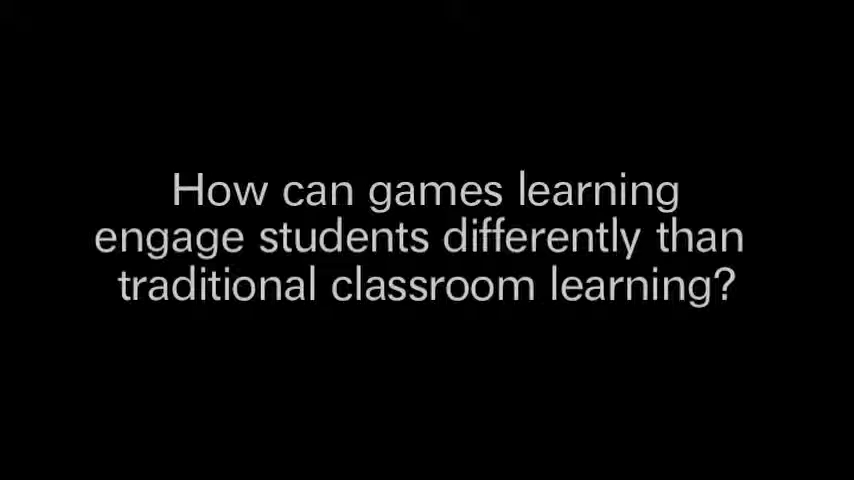 How can games learning
engage students differently than
traditional classroom learning?